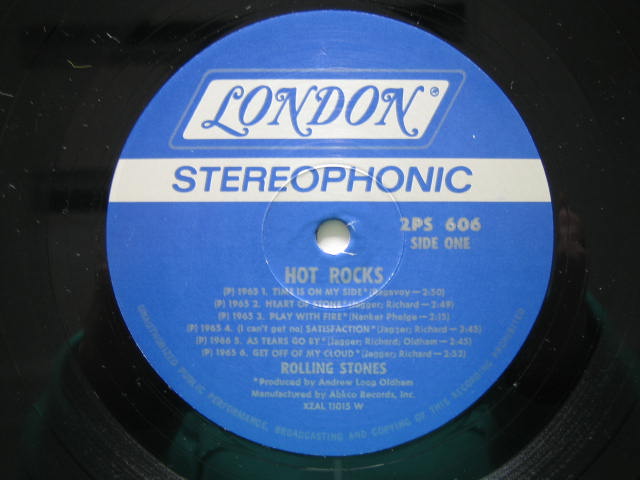 LONDON®
STEREOPHONIC
2PS 606
SIDE ONE
HOT ROCKS
(P) 1965 1. TIME IS ON MY SIDE* (Ragavoy—2:50)
(P) 1965 2. HEART OF STONE* (Jagger; Richard—2:49)
(P) 1965 3. PLAY WITH FIRE* (Nanker Phelge—2:15)
(P) 1965 4. (I can't get no) SATISFACTION* (Jagger; Richard—3:45)
(P) 1966 5. AS TEARS GO BY* (Jagger; Richard; Oldham—2:45)
(P) 1965 6. GET OFF OF MY CLOUD* (Jagger; Richard—2:52)
ROLLING STONES
*Produced by Andrew Loog Oldham
Manufactured by Abkco Records, Inc.
XZAL 11015 W
UNAUTHORIZED PUBLIC PERFORMANCE, BROADCASTING AND COPYING OF THIS RECORDING PROHIBITED